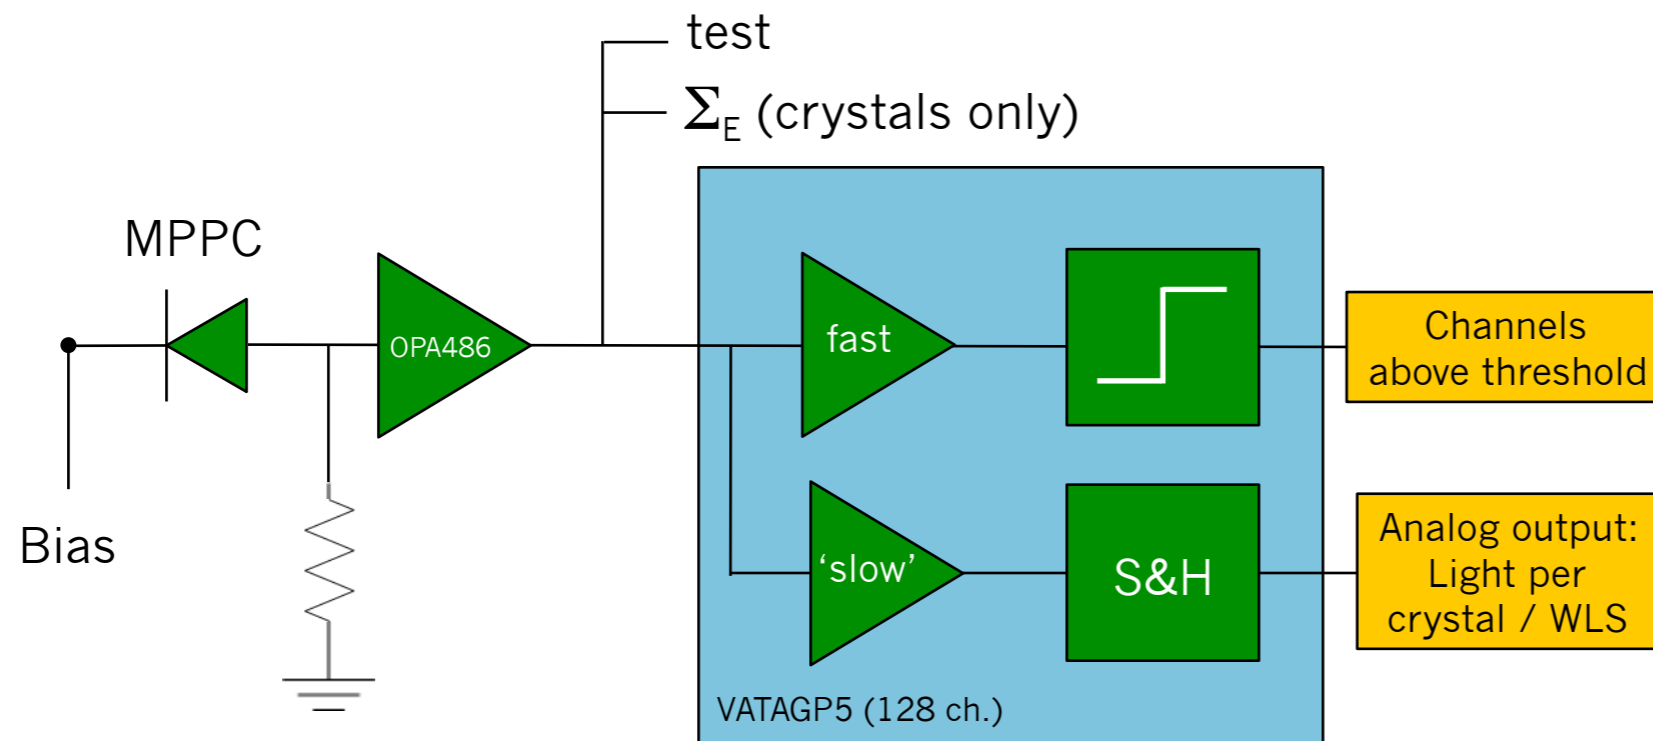 test
Σ_E (crystals only)
MPPC
OPA486
fast
Channels
above threshold
Bias
'slow'
S&H
Analog output:
Light per
crystal / WLS
VATAGP5 (128 ch.)